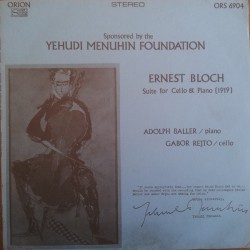 ORION
STEREO
ORS 6904
Sponsored by the
YEHUDI MENUHIN FOUNDATION
ERNEST BLOCH
Suite for Cello & Piano (1919)
ADOLPH BALLER / piano
GABOR REJTO / cello